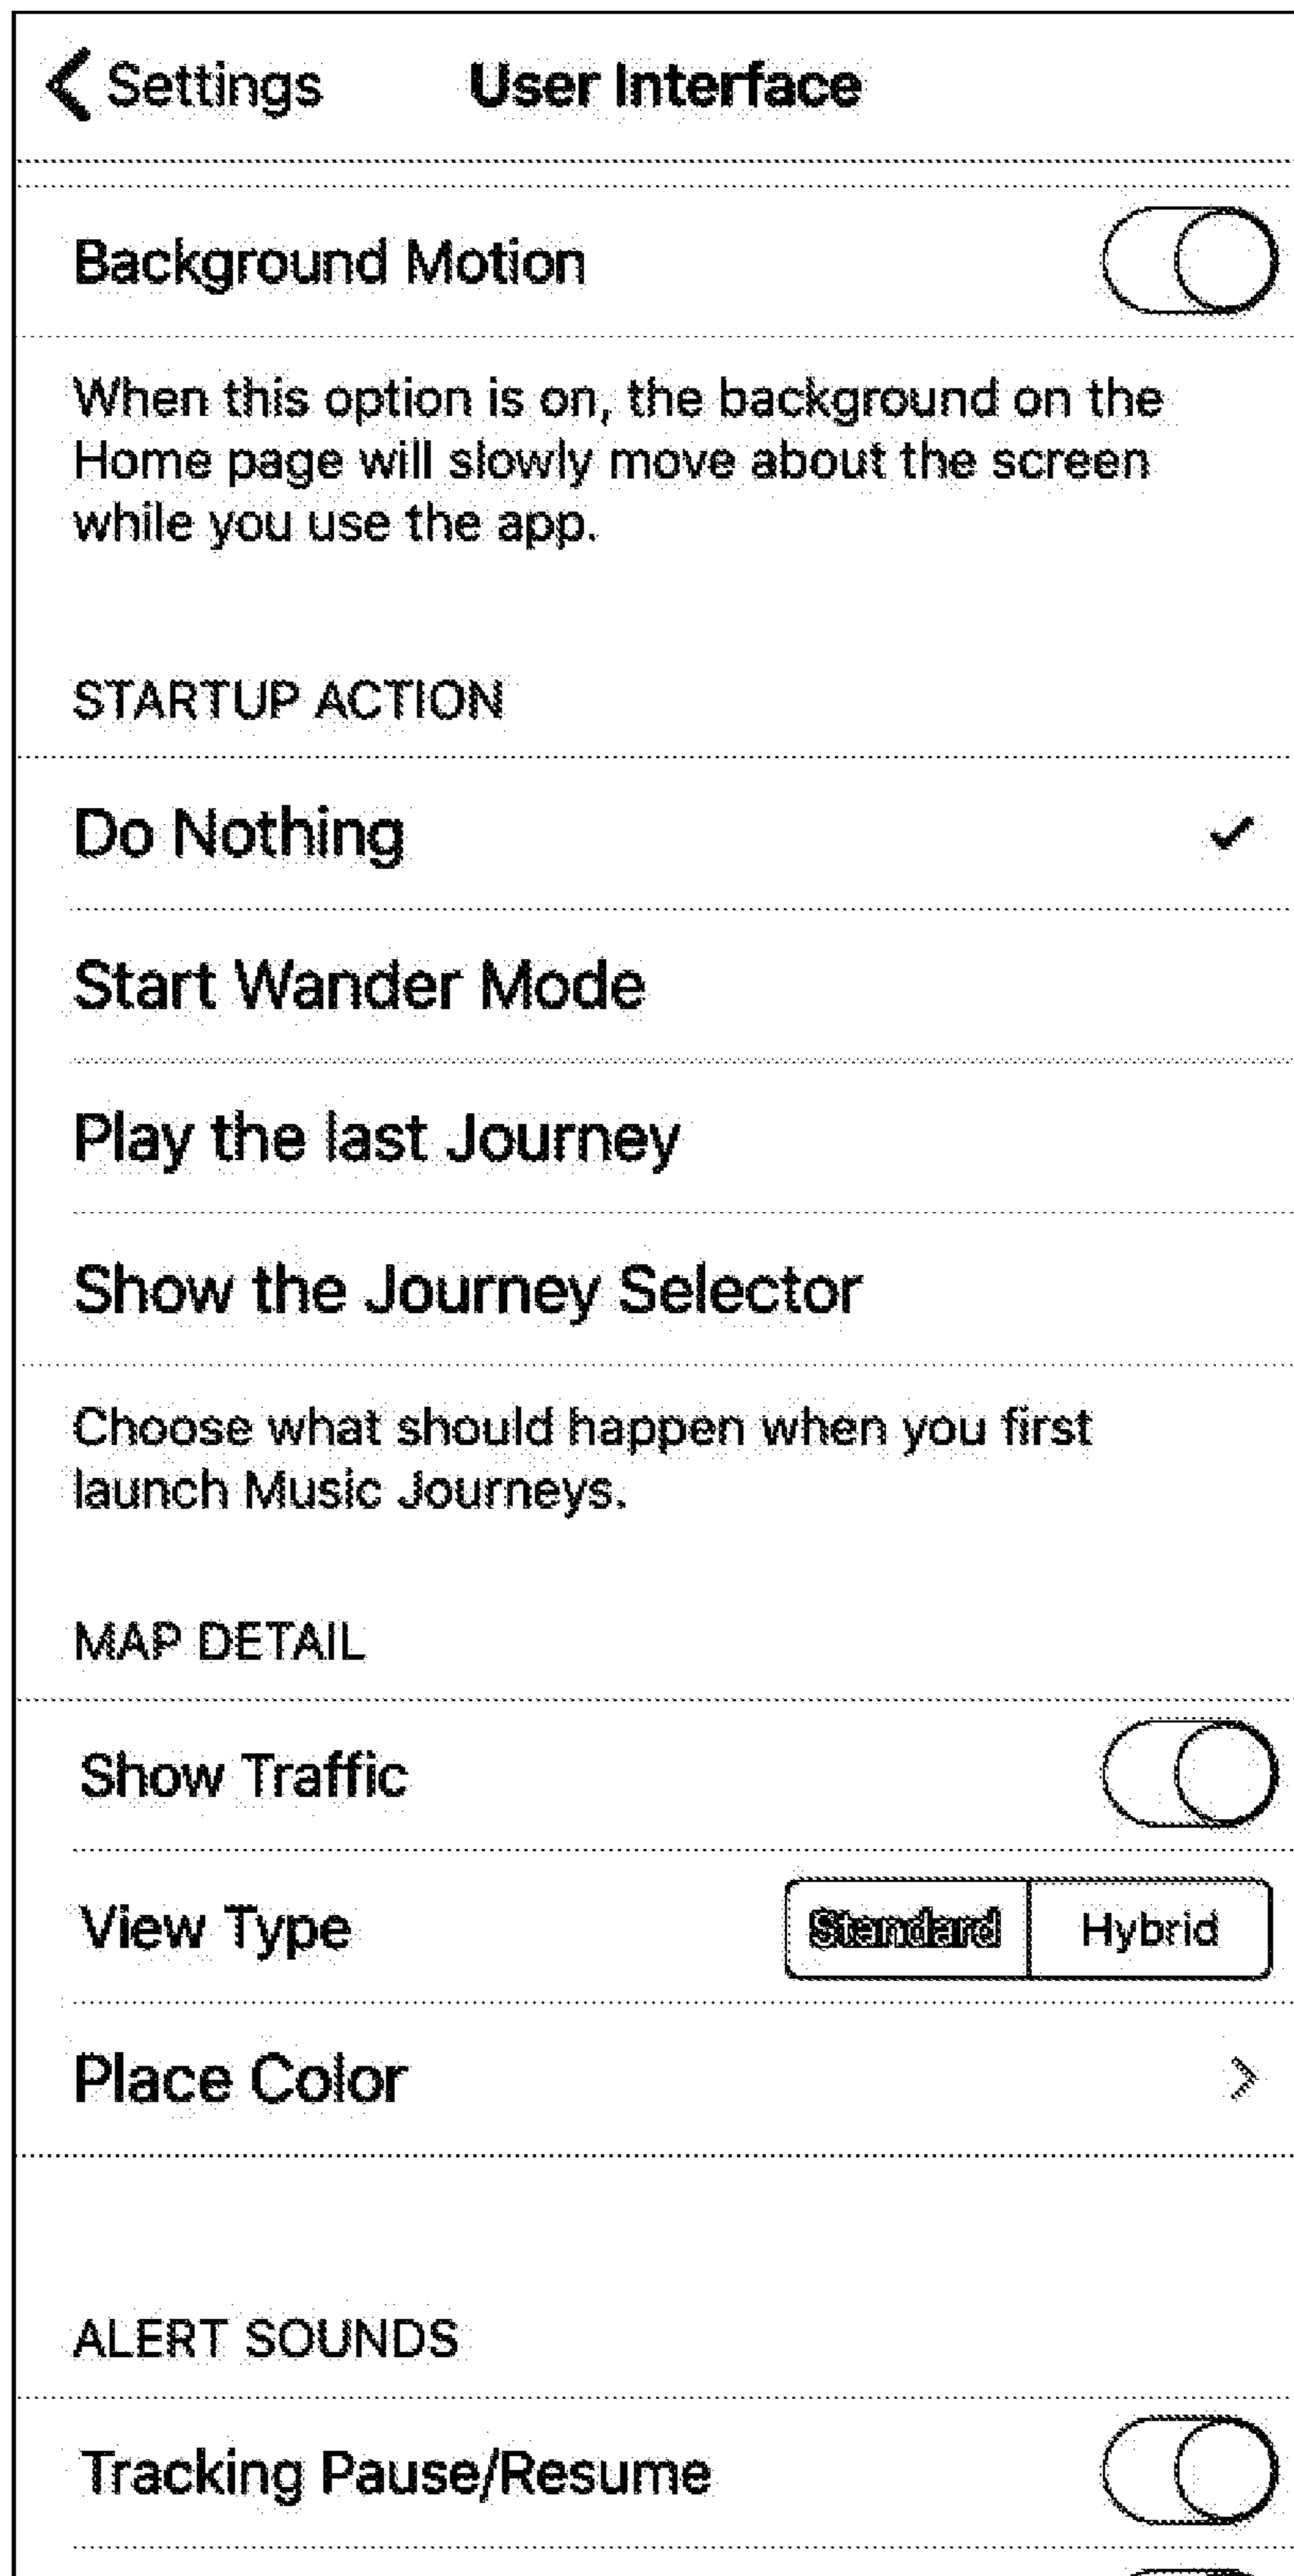 Settings User Interface
Background Motion
When this option is on, the background on the
Home page will slowly move about the screen
while you use the app.
STARTUP ACTION
Do Nothing
Start Wander Mode
Play the last Journey
Show the Journey Selector
Choose what should happen when you first
launch Music Journeys.
MAP DETAIL
Show Traffic
View Type Standard Hybrid
Place Color
ALERT SOUNDS
Tracking Pause/Resume